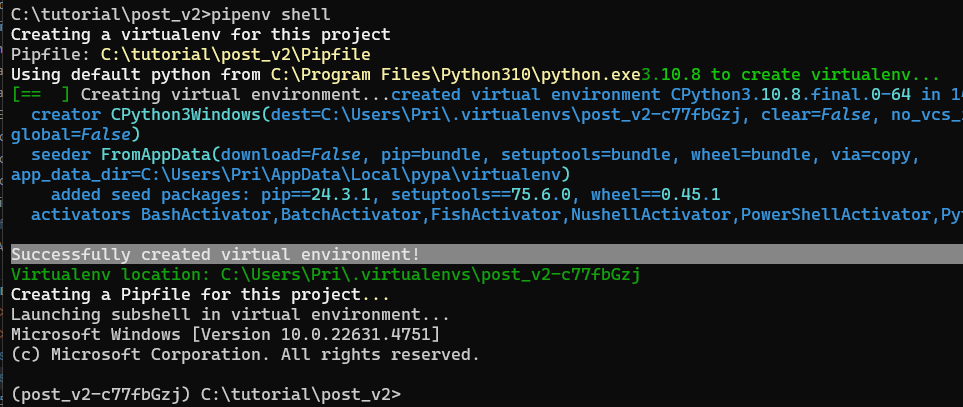 C:\tutorial\post_v2>pipenv shell
Creating a virtualenv for this project
Pipfile: C:\tutorial\post_v2\Pipfile
Using default python from C:\Program Files\Python310\python.exe3.10.8 to create virtualenv...
[==  ] Creating virtual environment...created virtual environment CPython3.10.8.final.0-64 in
creator CPython3Windows(dest=C:\Users\Pri\.virtualenvs\post_v2-c77fbGzj, clear=False, no_vcs_
global=False)
seeder FromAppData(download=False, pip=bundle, setuptools=bundle, wheel=bundle, via=copy,
app_data_dir=C:\Users\Pri\AppData\Local\pypa\virtualenv)
added seed packages: pip==24.3.1, setuptools==75.6.0, wheel==0.45.1
activators BashActivator,BatchActivator,FishActivator,NushellActivator,PowerShellActivator,Py
Successfully created virtual environment!
Virtualenv location: C:\Users\Pri\.virtualenvs\post_v2-c77fbGzj
Creating a Pipfile for this project...
Launching subshell in virtual environment...
Microsoft Windows [Version 10.0.22631.4751]
(c) Microsoft Corporation. All rights reserved.
(post_v2-c77fbGzj) C:\tutorial\post_v2>